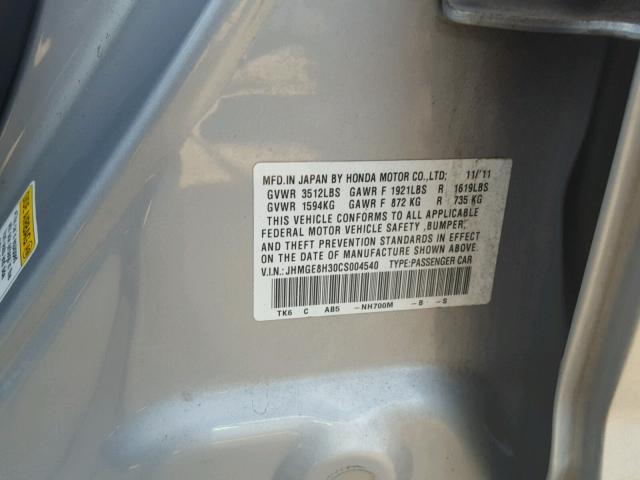 MFD.IN JAPAN BY HONDA MOTOR CO.,LTD; 11/'11
GVWR 3512LBS GAWR F 1921LBS R 1619LBS
GVWR 1594KG GAWR F 872 KG R 735 KG
THIS VEHICLE CONFORMS TO ALL APPLICABLE
FEDERAL MOTOR VEHICLE SAFETY ,BUMPER,
AND THEFT PREVENTION STANDARDS IN EFFECT
ON THE DATE OF MANUFACTURE SHOWN ABOVE.
V.I.N.:JHMGE8H30CS004540 TYPE:PASSENGER CAR
TK6 C AB5 -NH700M -B -S